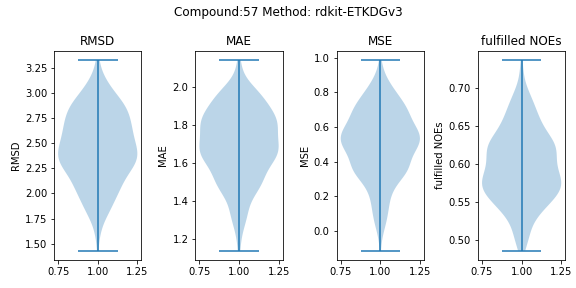 Compound:57 Method: rdkit-ETKDGv3
RMSD
MAE
MSE
fulfilled NOEs
RMSD
3.25
3.00
2.75
2.50
2.25
2.00
1.75
1.50
0.75 1.00 1.25
MAE
2.0
1.8
1.6
1.4
1.2
0.75 1.00 1.25
MSE
1.0
0.8
0.6
0.4
0.2
0.0
0.75 1.00 1.25
fulfilled NOEs
0.70
0.65
0.60
0.55
0.50
0.75 1.00 1.25